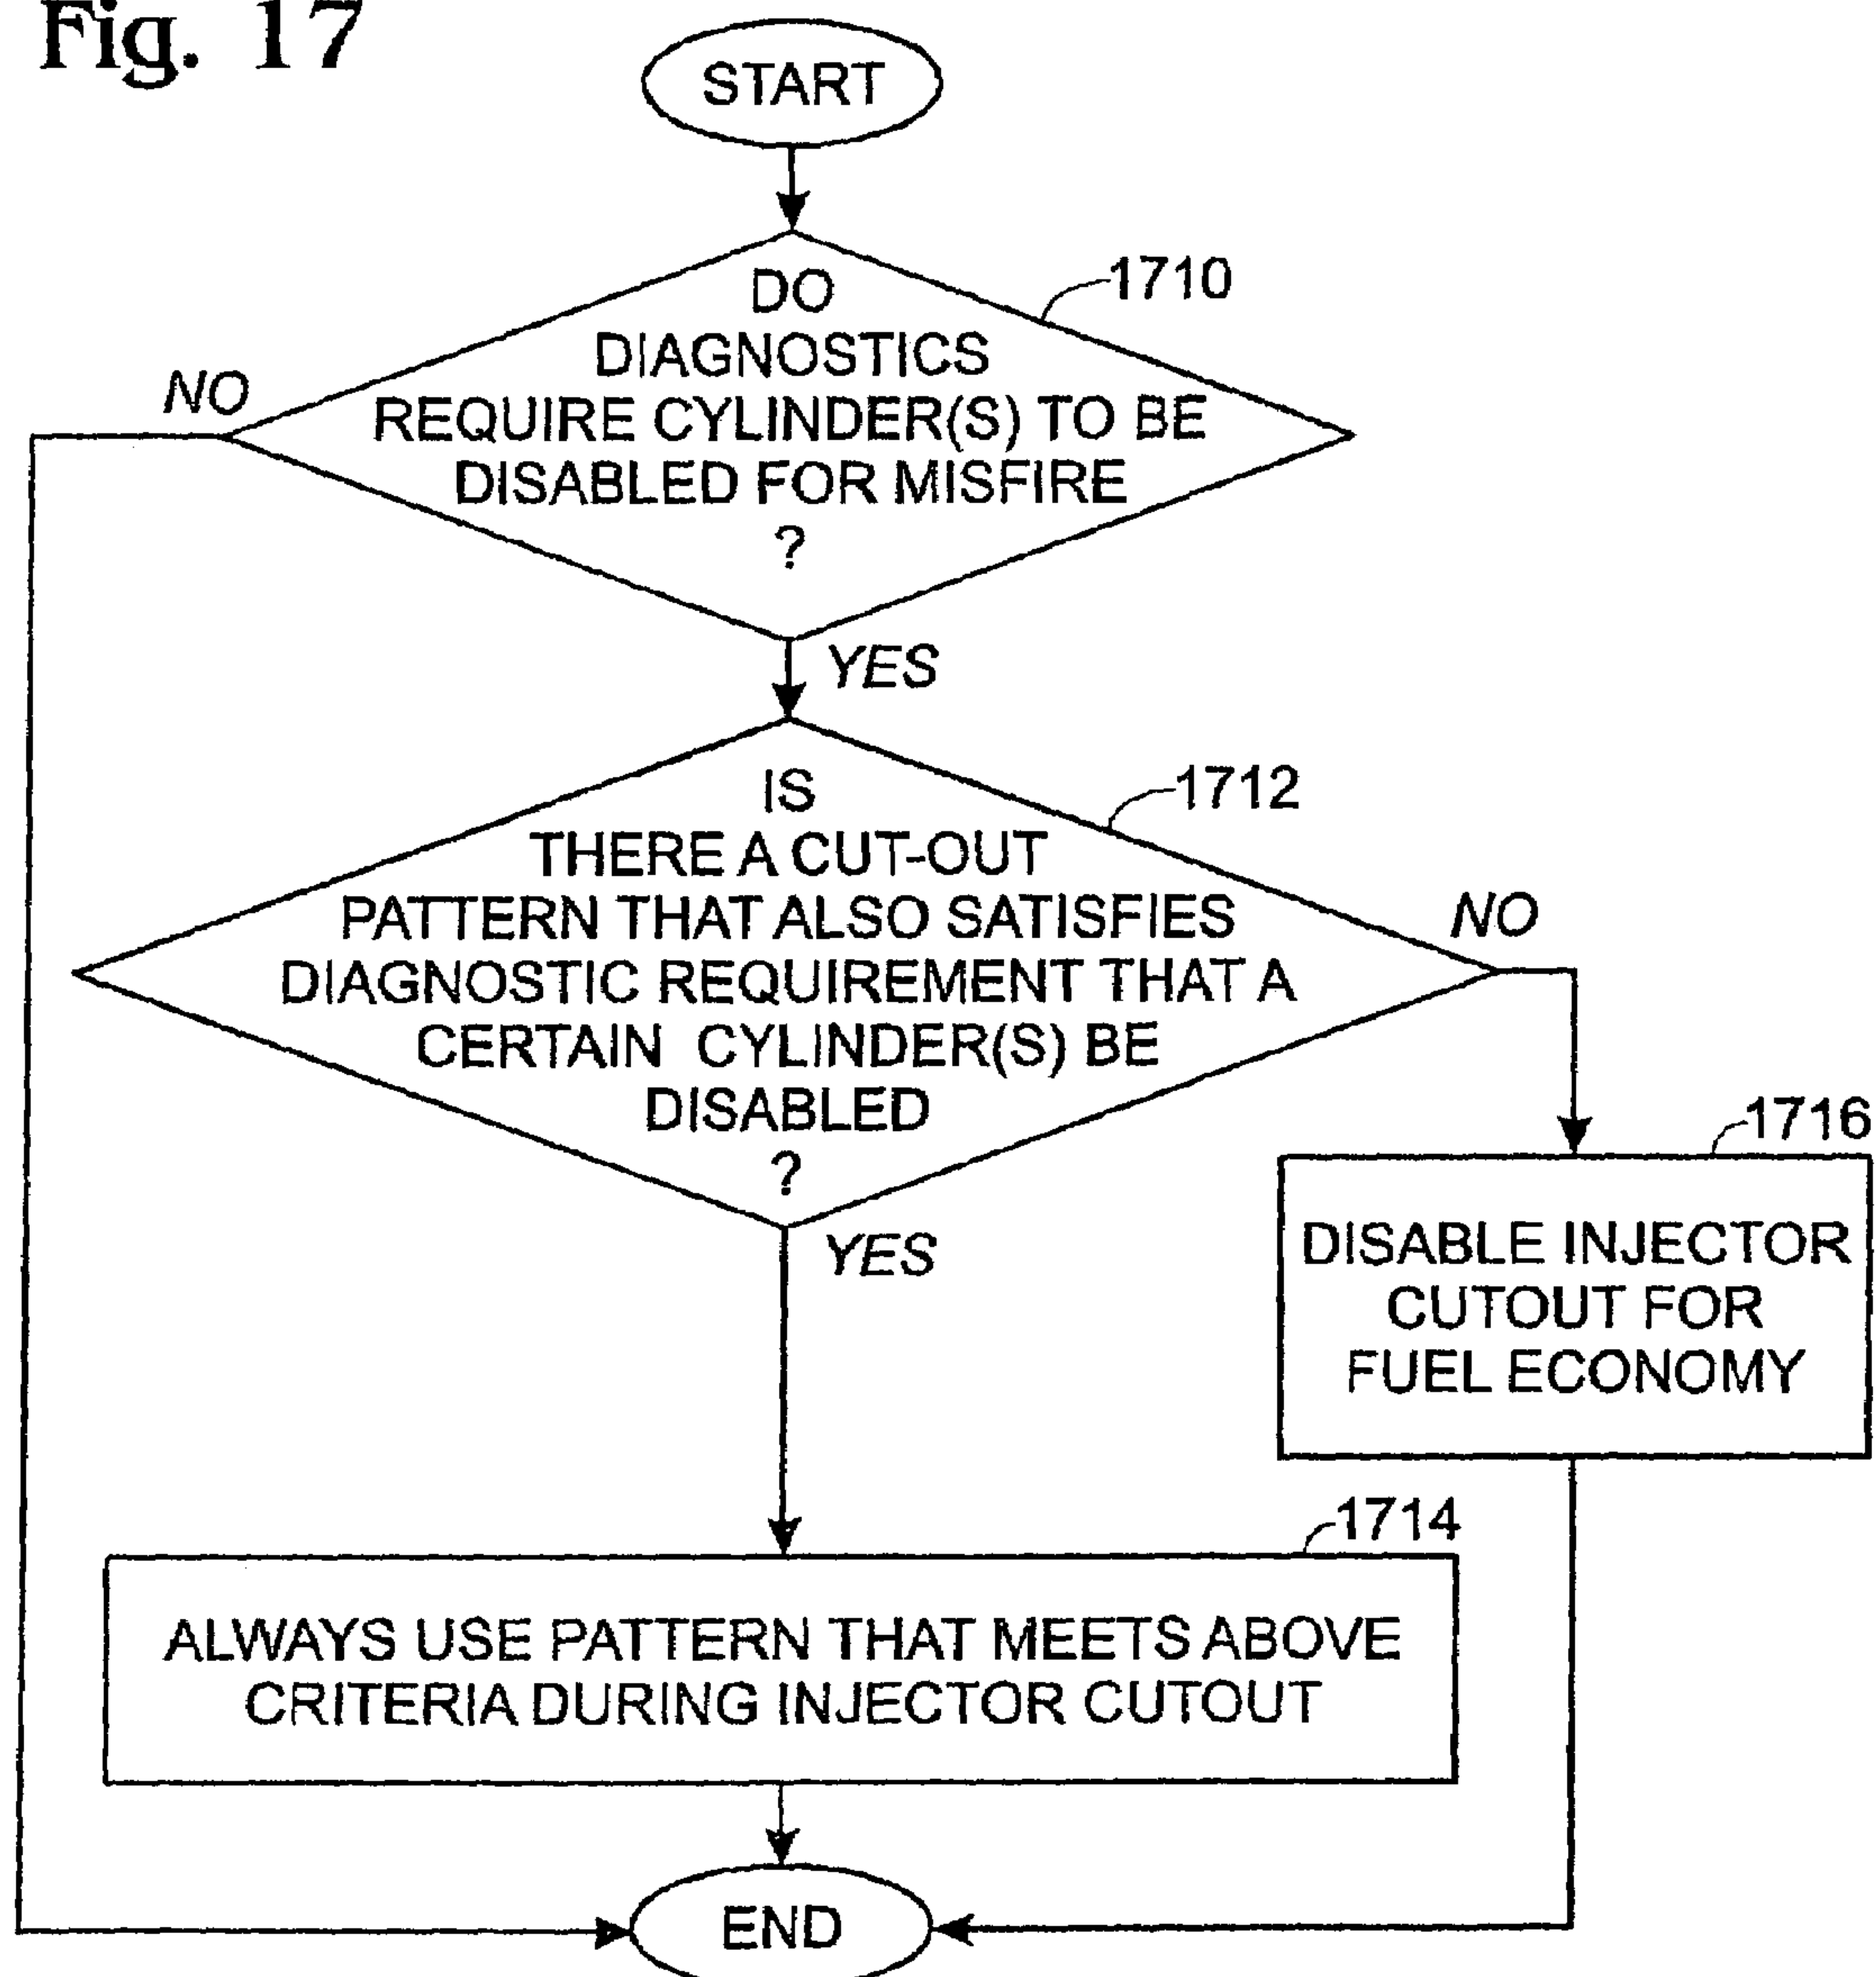 Fig. 17
START
1710
DO
DIAGNOSTICS
REQUIRE CYLINDER(S) TO BE
DISABLED FOR MISFIRE
?
NO
YES
1712
IS
THERE A CUT-OUT
PATTERN THAT ALSO SATISFIES
DIAGNOSTIC REQUIREMENT THAT A
CERTAIN CYLINDER(S) BE
DISABLED
?
NO
YES
1716
DISABLE INJECTOR
CUTOUT FOR
FUEL ECONOMY
1714
ALWAYS USE PATTERN THAT MEETS ABOVE
CRITERIA DURING INJECTOR CUTOUT
END